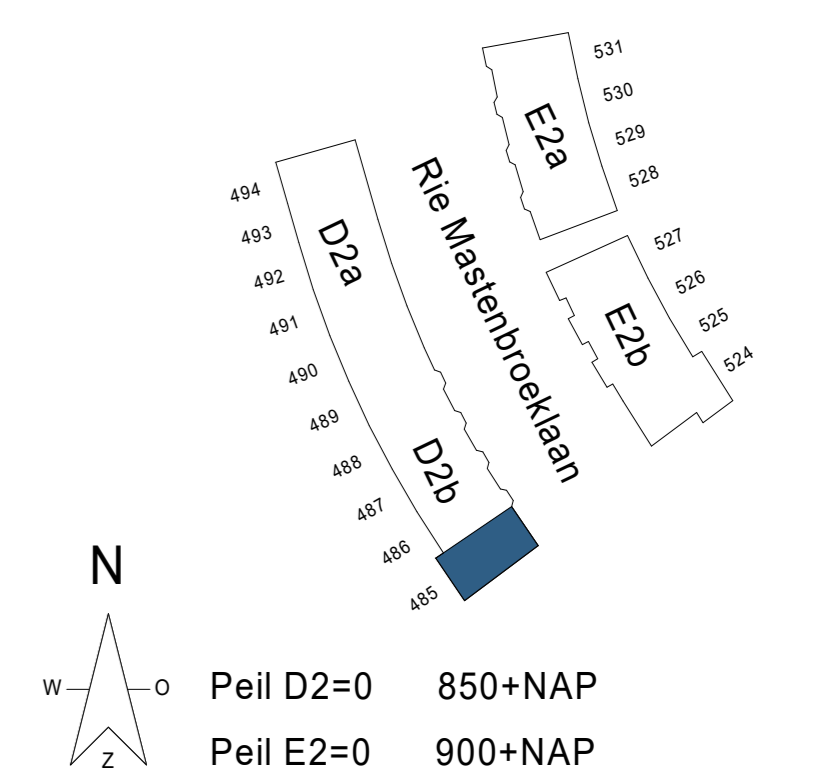 531
530
529
528
E2a
Rie Mastenbroeklaan
494
493
492
491
490
489
488
487
486
485
D2a
D2b
527
526
525
524
E2b
N
W
O
Z
Peil D2=0 850+NAP
Peil E2=0 900+NAP